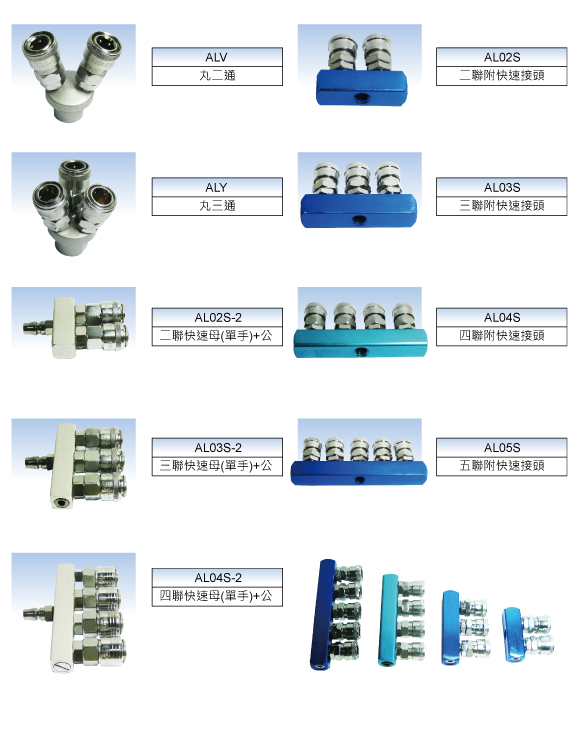 ALV
丸二通
AL02S
二聯附快速接頭
ALY
丸三通
AL03S
三聯附快速接頭
AL02S-2
二聯快速母(單手)+公
AL04S
四聯附快速接頭
AL03S-2
三聯快速母(單手)+公
AL05S
五聯附快速接頭
AL04S-2
四聯快速母(單手)+公